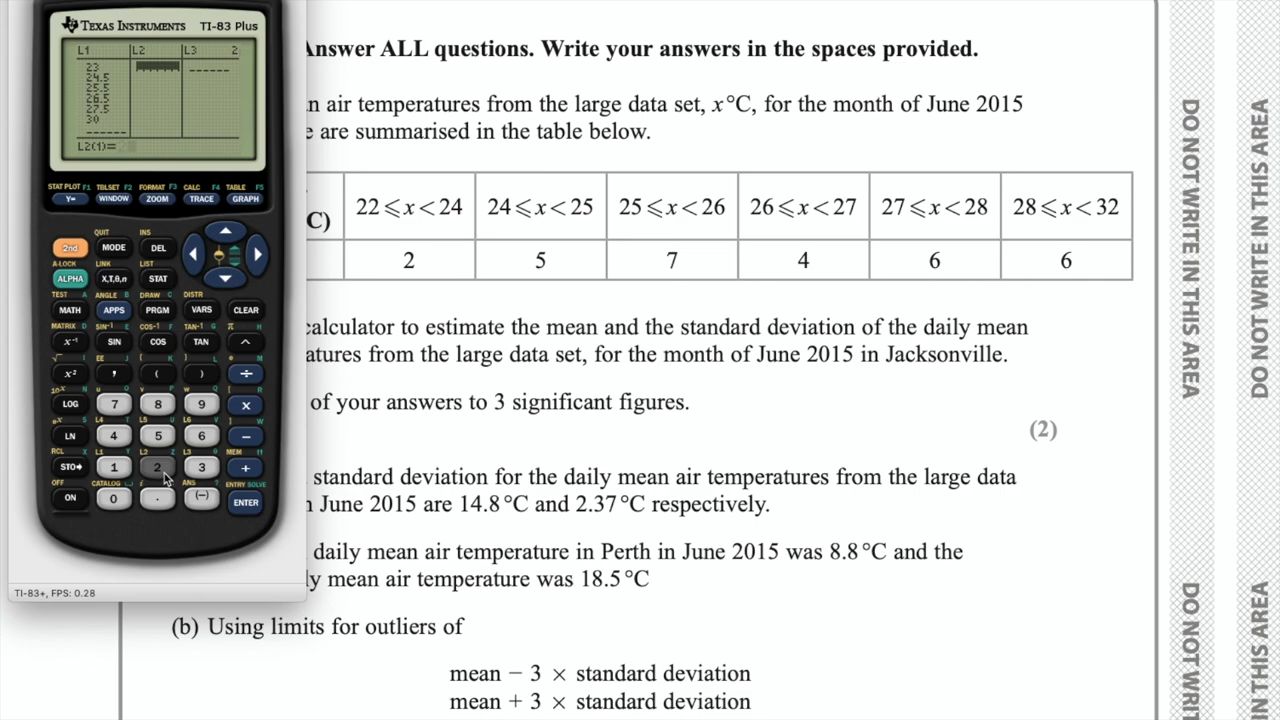 TEXAS INSTRUMENTS TI-83 Plus
L1 L2 L3 2
23
24.5
25.5
26.5
27.5
30
L2(1)=2
STAT PLOT F1 TBLSET F2 FORMAT F3 CALC F4 TABLE F5
Y= WINDOW ZOOM TRACE GRAPH
QUIT INS
2nd MODE DEL
A-LOCK LINK LIST
ALPHA X,T,θ,n STAT
TEST A ANGLE B DRAW C DISTR
MATH APPS PRGM VARS CLEAR
MATRIX D SIN⁻¹ E COS⁻¹ F TAN⁻¹ G π H
x⁻¹ SIN COS TAN ^
√ I EE J { K } L e M
x² , ( ) ÷
10ˣ N u O v P w Q [ R
LOG 7 8 9 ×
eˣ S L4 T L5 U L6 V ] W
LN 4 5 6 −
RCL X L1 Y L2 Z L3 θ MEM "
STO➔ 1 2 3 +
OFF CATALOG i : ANS ? ENTRY SOLVE
ON 0 . (−) ENTER
TI-83+, FPS: 0.28
Answer ALL questions. Write your answers in the spaces provided.
n air temperatures from the large data set, x °C, for the month of June 2015
e are summarised in the table below.
C) 22 ⩽ x < 24 24 ⩽ x < 25 25 ⩽ x < 26 26 ⩽ x < 27 27 ⩽ x < 28 28 ⩽ x < 32
2 5 7 4 6 6
calculator to estimate the mean and the standard deviation of the daily mean
atures from the large data set, for the month of June 2015 in Jacksonville.
of your answers to 3 significant figures.
(2)
standard deviation for the daily mean air temperatures from the large data
n June 2015 are 14.8 °C and 2.37 °C respectively.
daily mean air temperature in Perth in June 2015 was 8.8 °C and the
ly mean air temperature was 18.5 °C
(b) Using limits for outliers of
mean − 3 × standard deviation
mean + 3 × standard deviation
DO NOT WRITE IN THIS AREA
DO NOT WRITE IN THIS AREA
DO NOT WRIT
IN THIS AREA